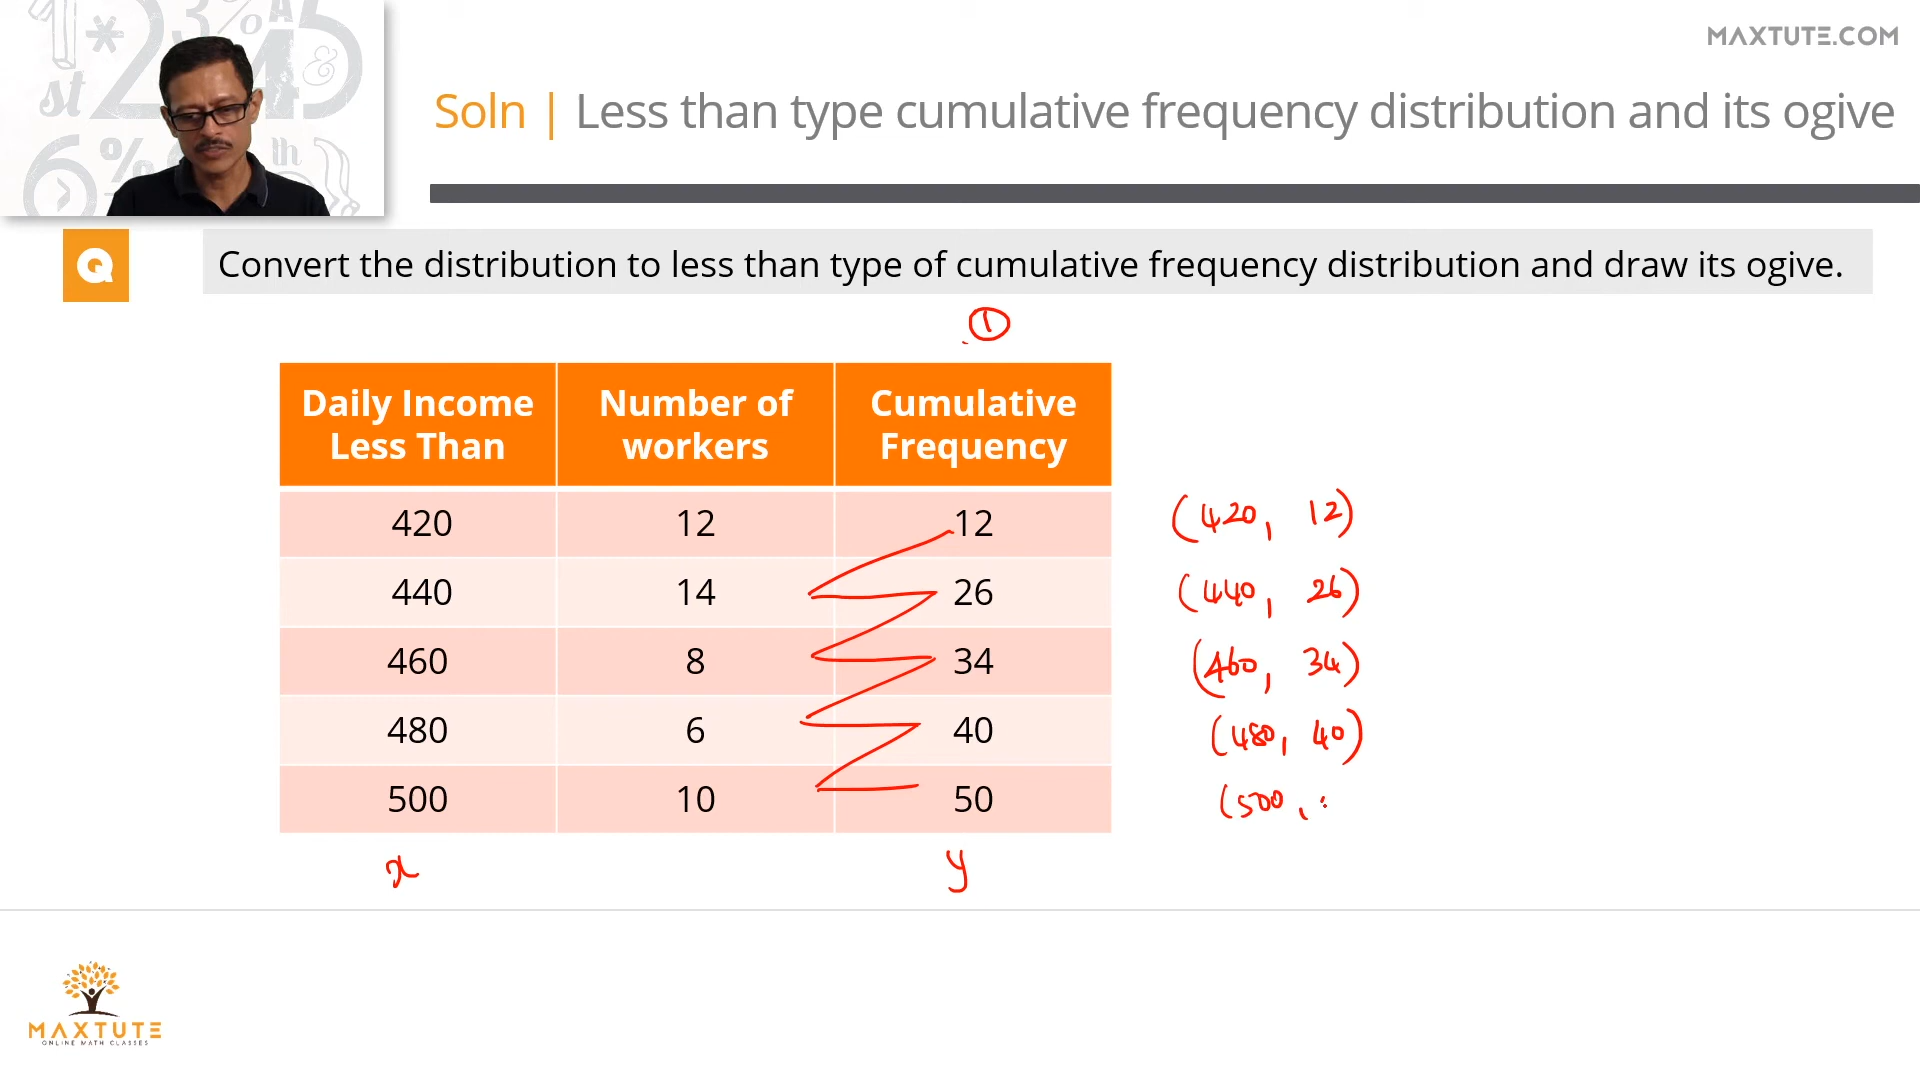 MAXTUTE.COM
Soln | Less than type cumulative frequency distribution and its ogive
Q
Convert the distribution to less than type of cumulative frequency distribution and draw its ogive.
1
Daily Income Less Than
Number of workers
Cumulative Frequency
420 12 12 (420, 12)
440 14 26 (440, 26)
460 8 34 (460, 34)
480 6 40 (480, 40)
500 10 50 (500,
x y
MAXTUTE
ONLINE MATH CLASSES